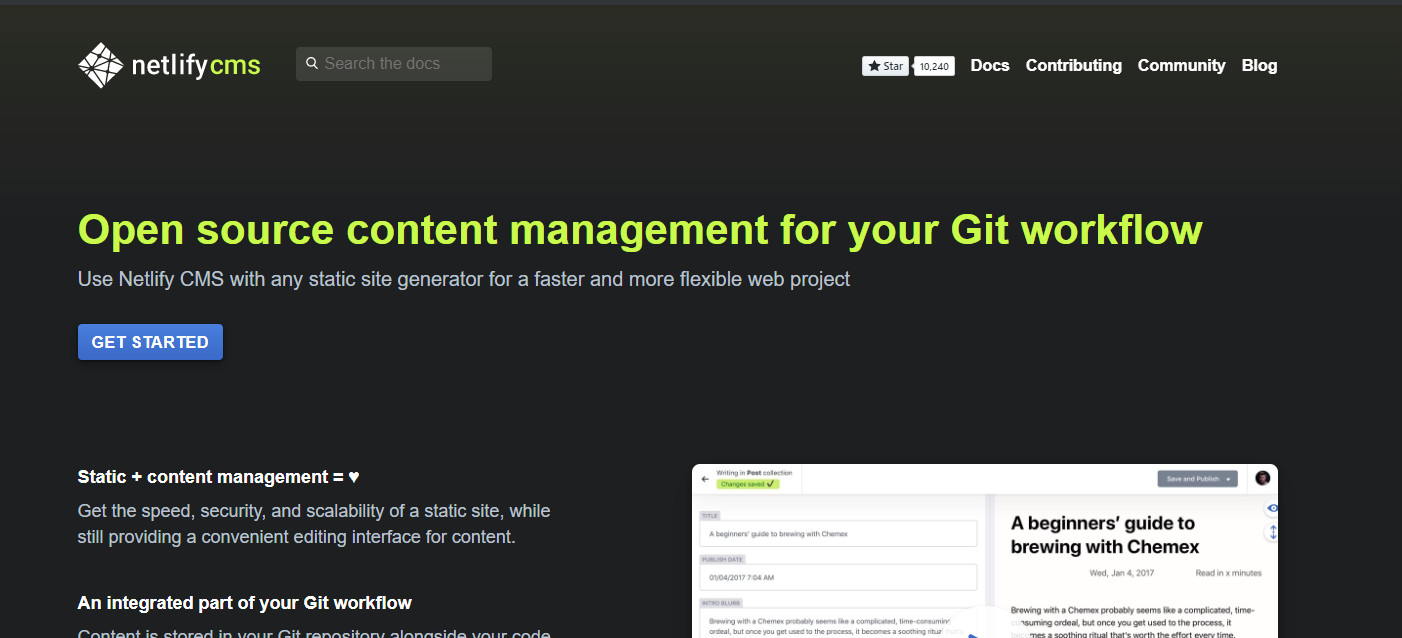 netlifycms
Search the docs
Star
10,240
Docs
Contributing
Community
Blog
Open source content management for your Git workflow
Use Netlify CMS with any static site generator for a faster and more flexible web project
GET STARTED
Static + content management = ♥
Get the speed, security, and scalability of a static site, while
still providing a convenient editing interface for content.
An integrated part of your Git workflow
Content is stored in your Git repository alongside your code
Writing in Post collection
Changes saved ✓
Save and Publish
TITLE
A beginners' guide to brewing with Chemex
PUBLISH DATE
01/04/2017 7:04 AM
INTRO BLURB
Brewing with a Chemex probably seems like a complicated, time-consuming
ordeal, but once you get used to the process, it becomes a soothing ritual that's
A beginners’ guide to
brewing with Chemex
Wed, Jan 4, 2017
Read in x minutes
Brewing with a Chemex probably seems like a complicated, time-
consuming ordeal, but once you get used to the process, it
becomes a soothing ritual that's worth the effort every time.